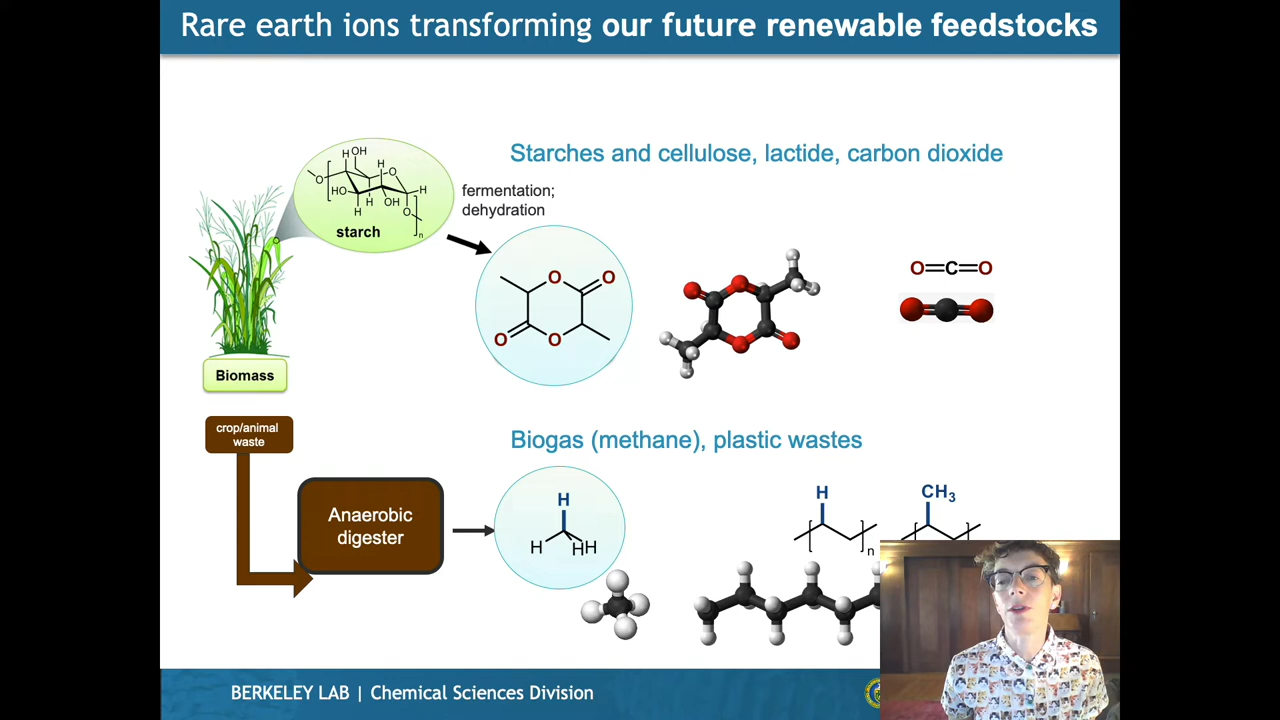 Rare earth ions transforming our future renewable feedstocks
Starches and cellulose, lactide, carbon dioxide
H OH
O
H
O
HO
H
H
H
OH
H
O
n
starch
fermentation;
dehydration
O
O
O
O
O=C=O
Biomass
crop/animal
waste
Anaerobic
digester
Biogas (methane), plastic wastes
H
H
HH
H
n
CH3
BERKELEY LAB | Chemical Sciences Division